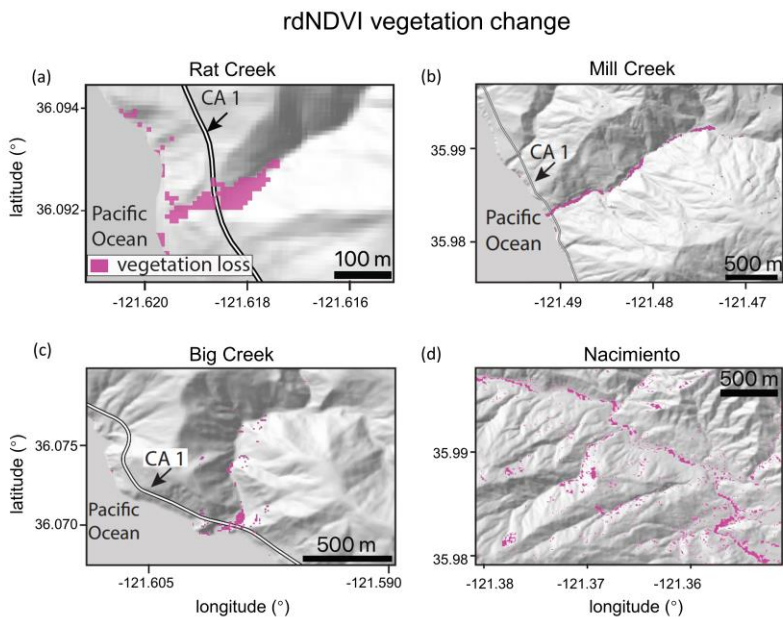 rdNDVI vegetation change
(a)
Rat Creek
36.094
36.092
latitude (°)
CA 1
Pacific
Ocean
vegetation loss
100 m
-121.620
-121.618
-121.616
(b)
Mill Creek
35.99
35.98
CA 1
Pacific
Ocean
500 m
-121.49
-121.48
-121.47
(c)
Big Creek
36.075
36.070
latitude (°)
CA 1
Pacific
Ocean
500 m
-121.605
-121.590
longitude (°)
(d)
Nacimiento
500 m
35.99
35.98
-121.38
-121.37
-121.36
longitude (°)